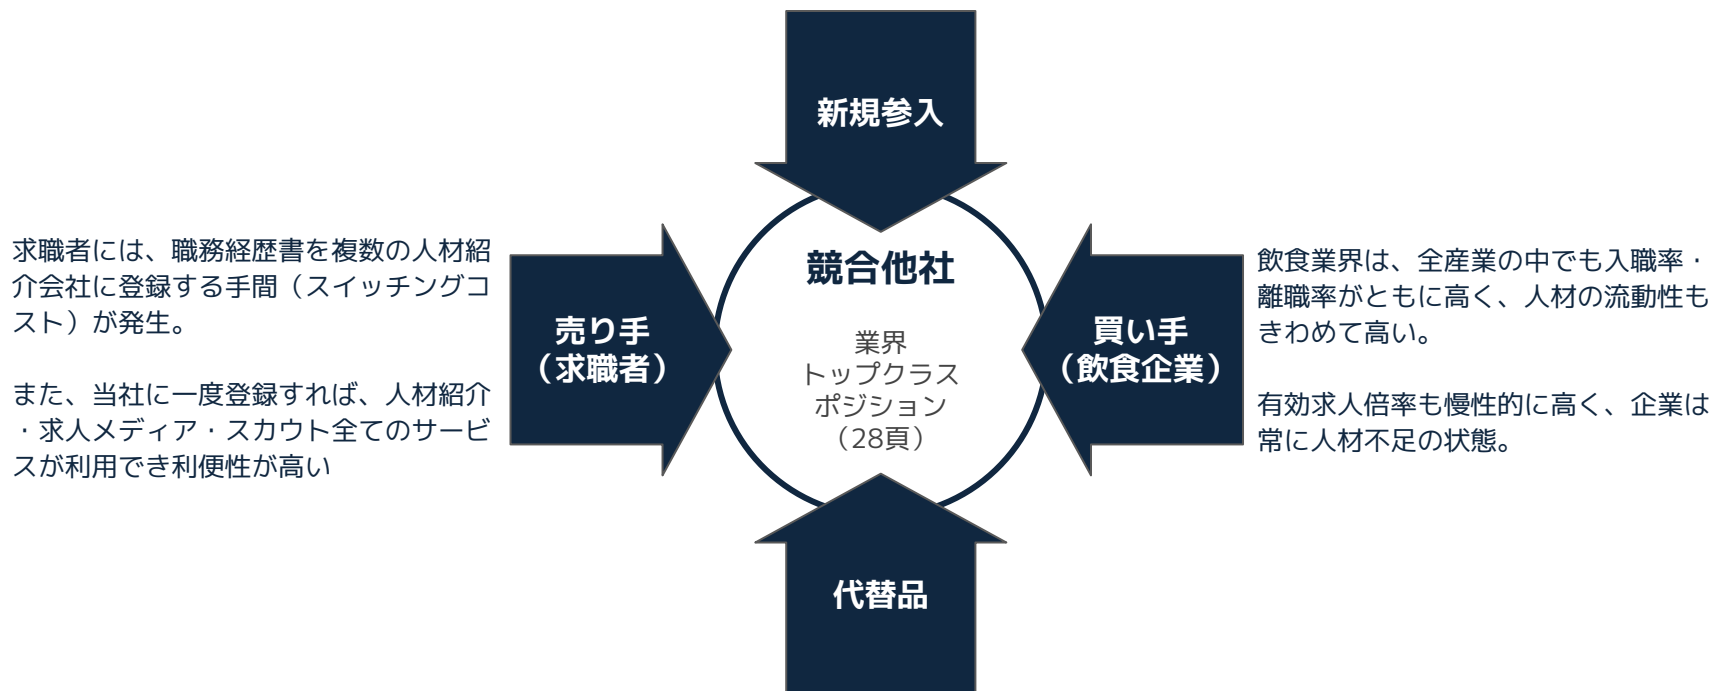 新規参入
求職者には、職務経歴書を複数の人材紹
介会社に登録する手間（スイッチングコ
スト）が発生。
また、当社に一度登録すれば、人材紹介
・求人メディア・スカウト全てのサービ
スが利用でき利便性が高い
売り手
（求職者）
競合他社
業界
トップクラス
ポジション
（28頁）
買い手
（飲食企業）
飲食業界は、全産業の中でも入職率・
離職率がともに高く、人材の流動性も
きわめて高い。
有効求人倍率も慢性的に高く、企業は
常に人材不足の状態。
代替品